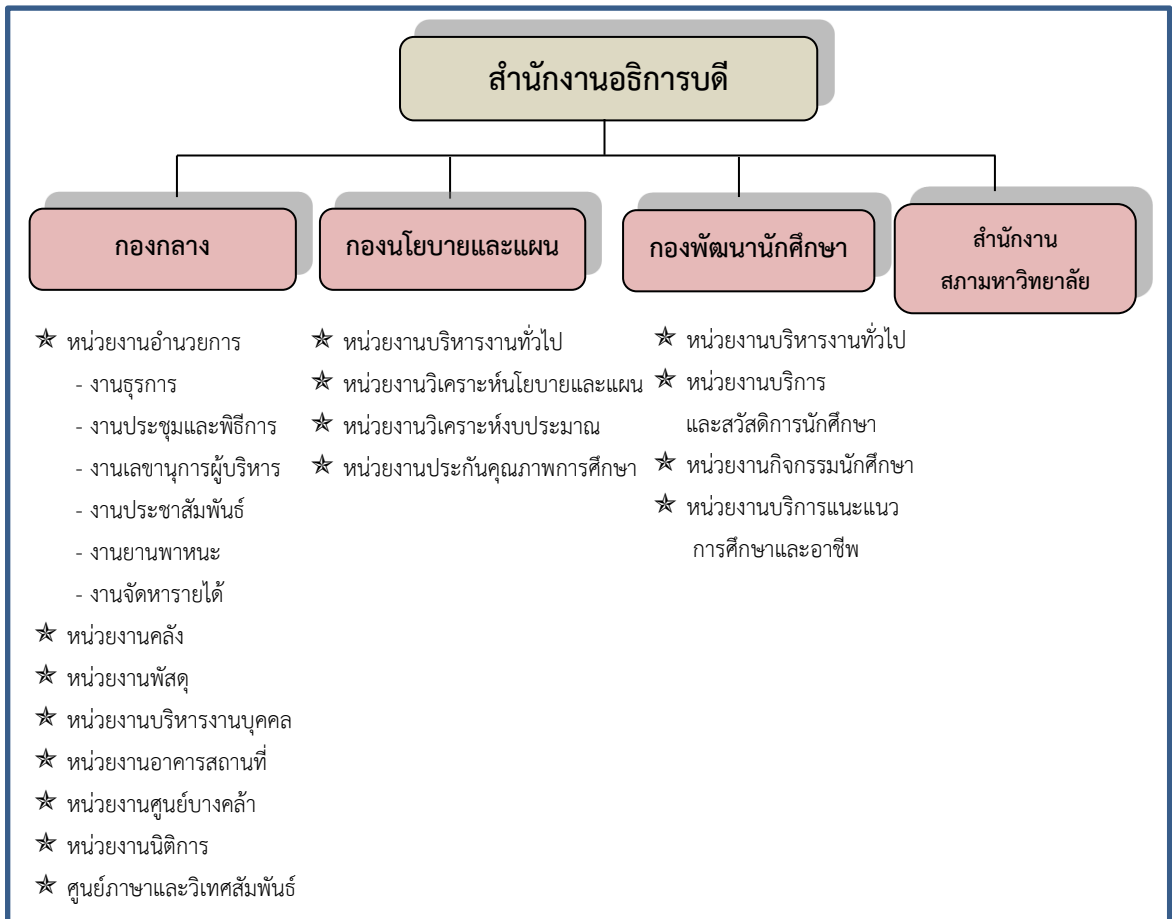 สำนักงานอธิการบดี
กองกลาง
กองนโยบายและแผน
กองพัฒนานักศึกษา
สำนักงาน
สภามหาวิทยาลัย
✯ หน่วยงานอำนวยการ
- งานธุรการ
- งานประชุมและพิธีการ
- งานเลขานุการผู้บริหาร
- งานประชาสัมพันธ์
- งานยานพาหนะ
- งานจัดหารายได้
✯ หน่วยงานคลัง
✯ หน่วยงานพัสดุ
✯ หน่วยงานบริหารงานบุคคล
✯ หน่วยงานอาคารสถานที่
✯ หน่วยงานศูนย์บางคล้า
✯ หน่วยงานนิติการ
✯ ศูนย์ภาษาและวิเทศสัมพันธ์
✯ หน่วยงานบริหารงานทั่วไป
✯ หน่วยงานวิเคราะห์นโยบายและแผน
✯ หน่วยงานวิเคราะห์งบประมาณ
✯ หน่วยงานประกันคุณภาพการศึกษา
✯ หน่วยงานบริหารงานทั่วไป
✯ หน่วยงานบริการ
และสวัสดิการนักศึกษา
✯ หน่วยงานกิจกรรมนักศึกษา
✯ หน่วยงานบริการแนะแนว
การศึกษาและอาชีพ